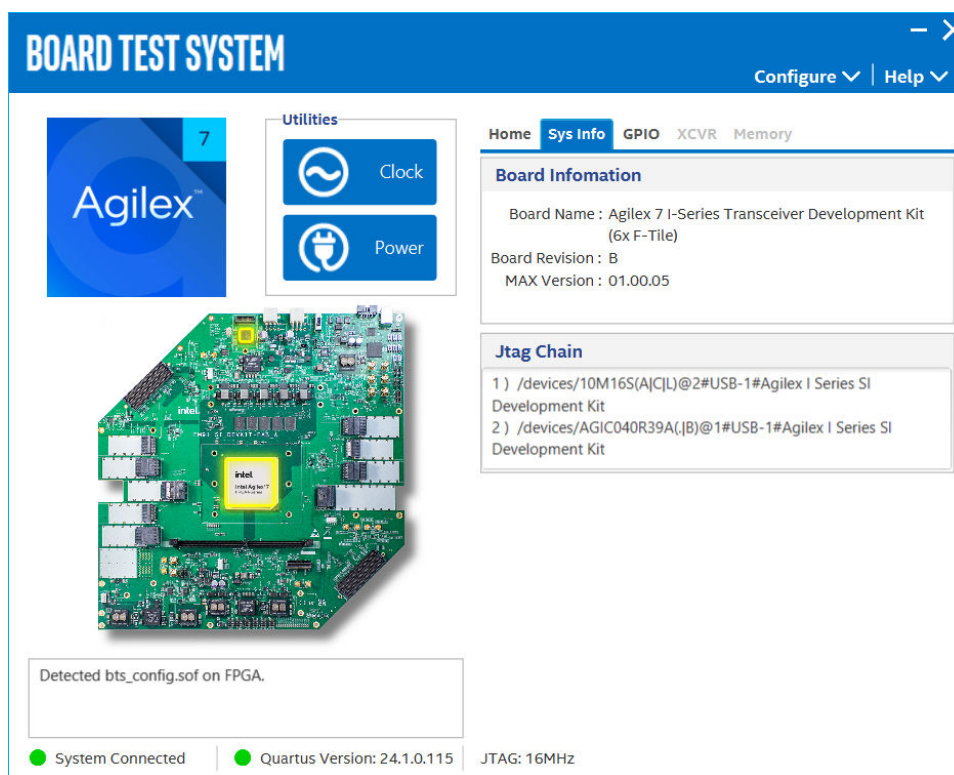 BOARD TEST SYSTEM
Configure
Help
7
Agilex™
Utilities
Clock
Power
Home
Sys Info
GPIO
XCVR
Memory
Board Infomation
Board Name : Agilex 7 I-Series Transceiver Development Kit
(6x F-Tile)
Board Revision : B
MAX Version : 01.00.05
Jtag Chain
1 ) /devices/10M16S(A|C|L)@2#USB-1#Agilex I Series SI
Development Kit
2 ) /devices/AGIC040R39A(.|B)@1#USB-1#Agilex I Series SI
Development Kit
intel
intel
Intel Agilex 7
Detected bts_config.sof on FPGA.
System Connected
Quartus Version: 24.1.0.115
JTAG: 16MHz